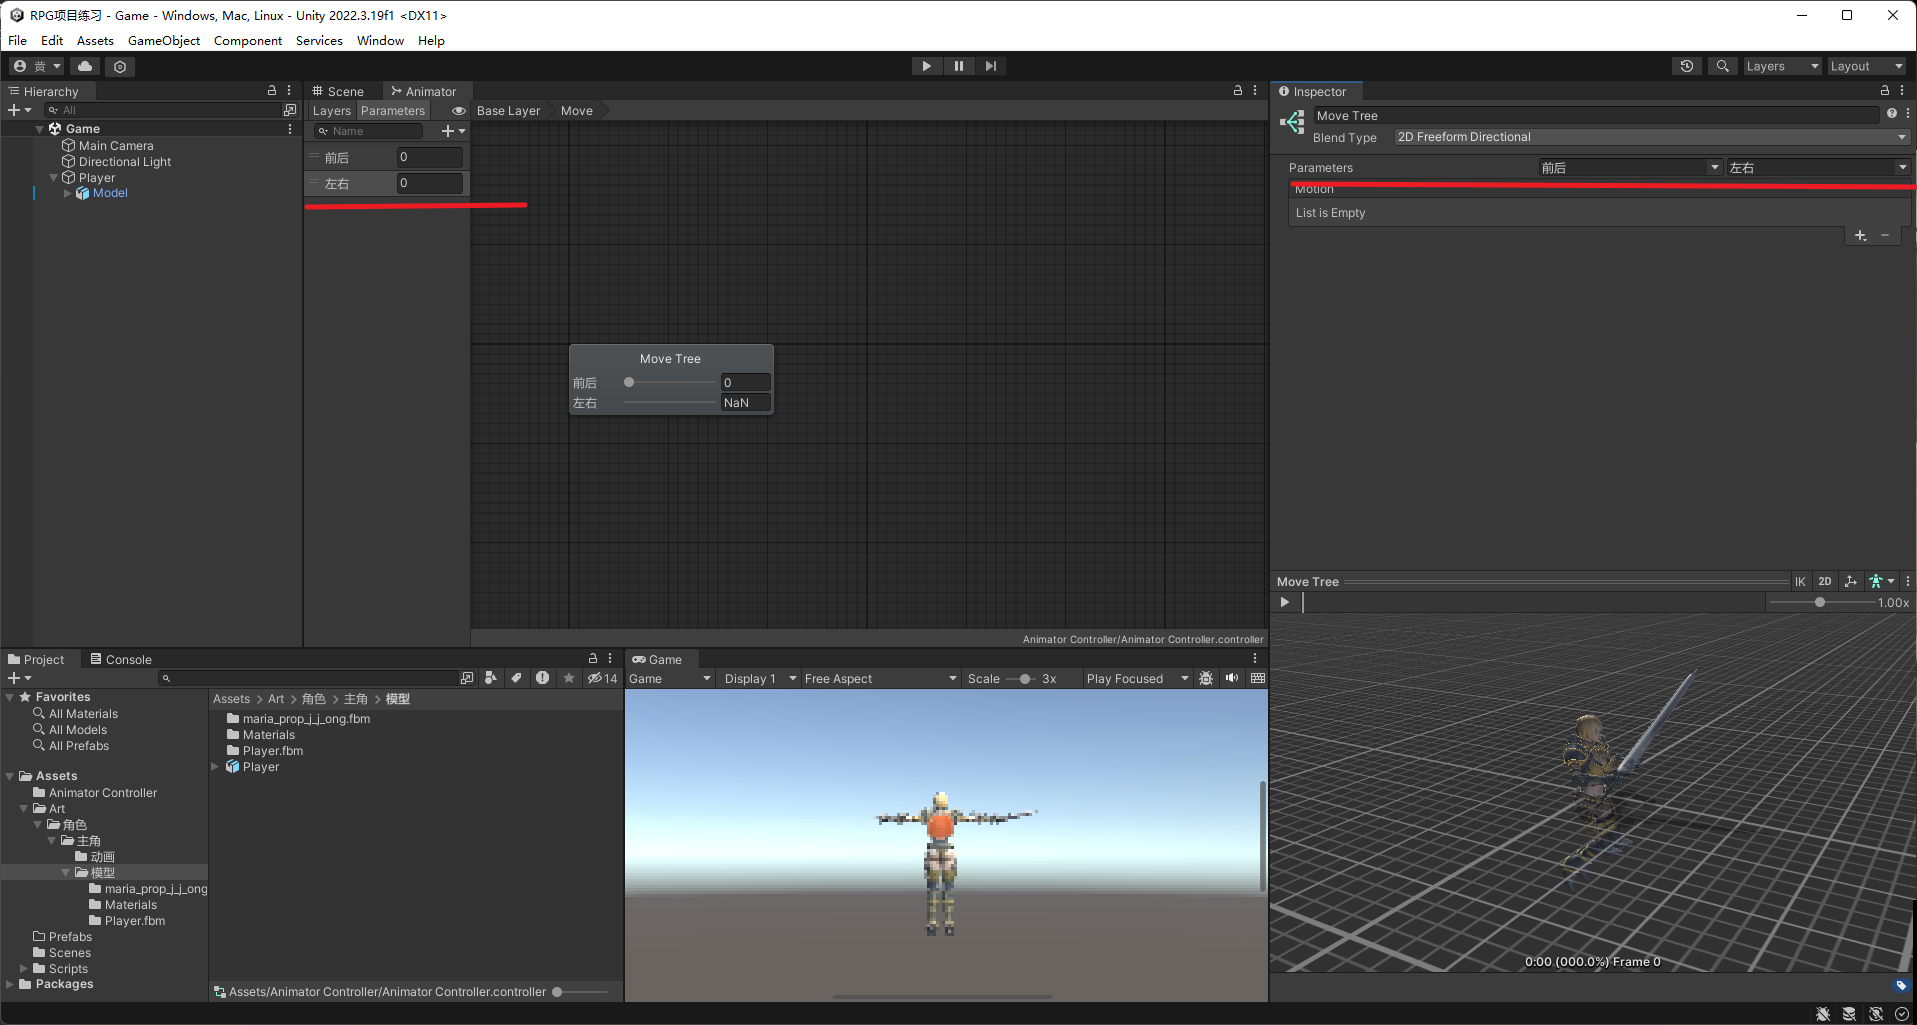 RPG项目练习 - Game - Windows, Mac, Linux - Unity 2022.3.19f1 <DX11>
File Edit Assets GameObject Component Services Window Help
黄 Layers Layout
Hierarchy
All
Game
Main Camera
Directional Light
Player
Model
Scene Animator
Layers Parameters Base Layer Move
Name
前后 0
左右 0
Move Tree
前后 0
左右 NaN
Animator Controller/Animator Controller.controller
Inspector
Move Tree
Blend Type 2D Freeform Directional
Parameters 前后 左右
Motion
List is Empty
Move Tree IK 2D
1.00x
0:00 (000.0%) Frame 0
Project Console
14
Favorites
All Materials
All Models
All Prefabs
Assets
Animator Controller
Art
角色
主角
动画
模型
maria_prop_j_j_ong
Materials
Player.fbm
Prefabs
Scenes
Scripts
Packages
Assets > Art > 角色 > 主角 > 模型
maria_prop_j_j_ong.fbm
Materials
Player.fbm
Player
Assets/Animator Controller/Animator Controller.controller
Game
Game Display 1 Free Aspect Scale 3x Play Focused